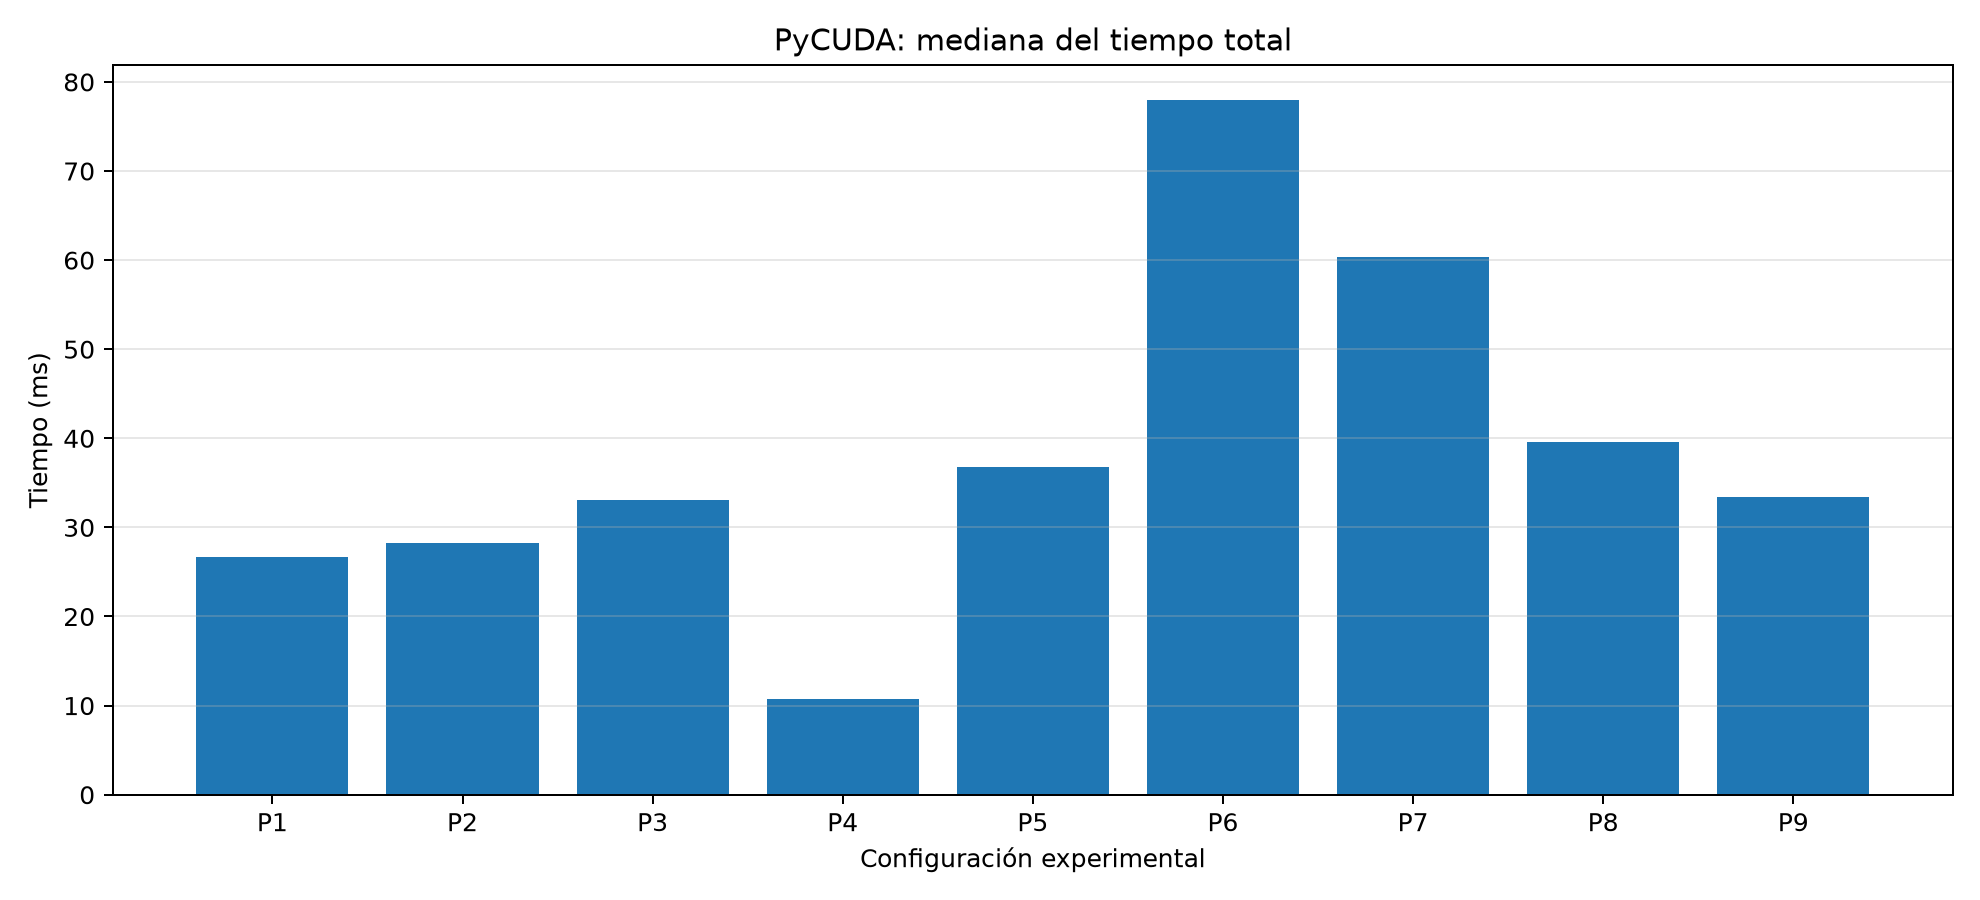 PyCUDA: mediana del tiempo total
Tiempo (ms)
80
70
60
50
40
30
20
10
0
P1 P2 P3 P4 P5 P6 P7 P8 P9
Configuración experimental